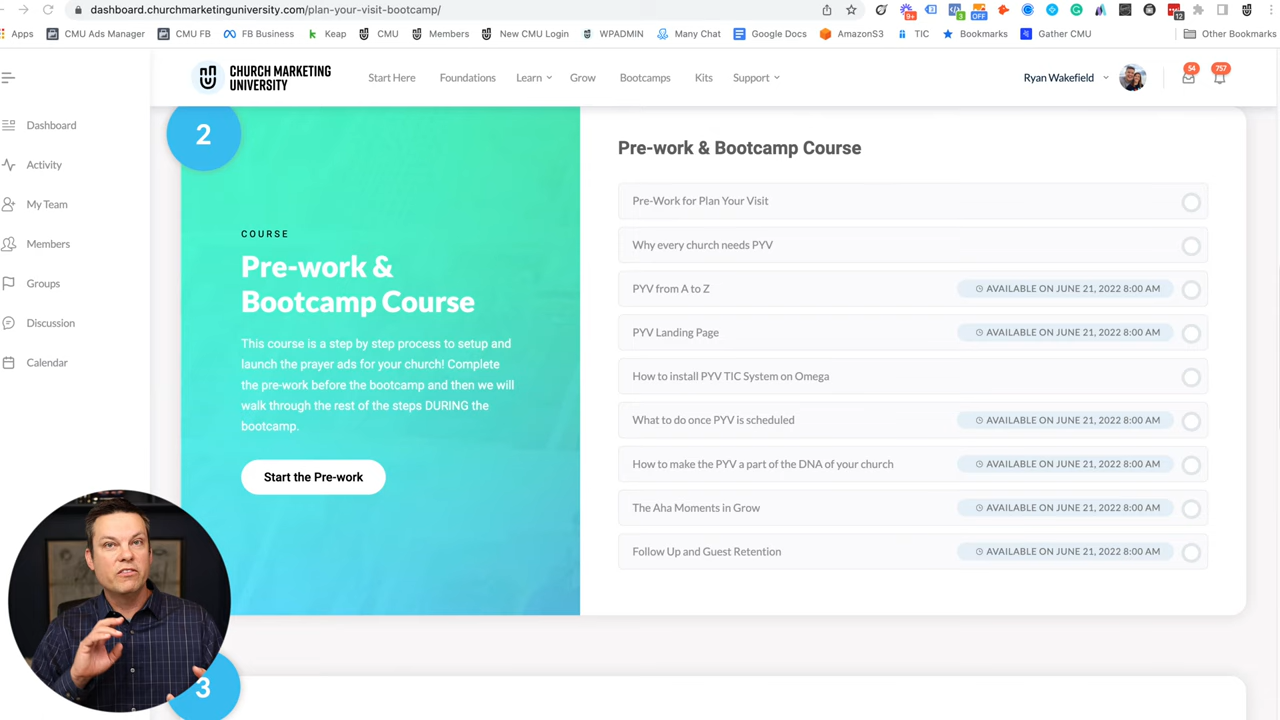 dashboard.churchmarketinguniversity.com/plan-your-visit-bootcamp/
9+
3
OFF
12
Apps
CMU Ads Manager
CMU FB
FB Business
Keap
CMU
Members
New CMU Login
WPADMIN
Many Chat
Google Docs
AmazonS3
TIC
Bookmarks
Gather CMU
Other Bookmarks
CHURCH MARKETING
UNIVERSITY
Start Here
Foundations
Learn
Grow
Bootcamps
Kits
Support
Ryan Wakefield
54
757
Dashboard
Activity
My Team
Members
Groups
Discussion
Calendar
2
COURSE
Pre-work &
Bootcamp Course
This course is a step by step process to setup and
launch the prayer ads for your church! Complete
the pre-work before the bootcamp and then we will
walk through the rest of the steps DURING the
bootcamp.
Start the Pre-work
Pre-work & Bootcamp Course
Pre-Work for Plan Your Visit
Why every church needs PYV
PYV from A to Z
AVAILABLE ON JUNE 21, 2022 8:00 AM
PYV Landing Page
AVAILABLE ON JUNE 21, 2022 8:00 AM
How to install PYV TIC System on Omega
What to do once PYV is scheduled
AVAILABLE ON JUNE 21, 2022 8:00 AM
How to make the PYV a part of the DNA of your church
AVAILABLE ON JUNE 21, 2022 8:00 AM
The Aha Moments in Grow
AVAILABLE ON JUNE 21, 2022 8:00 AM
Follow Up and Guest Retention
AVAILABLE ON JUNE 21, 2022 8:00 AM
3